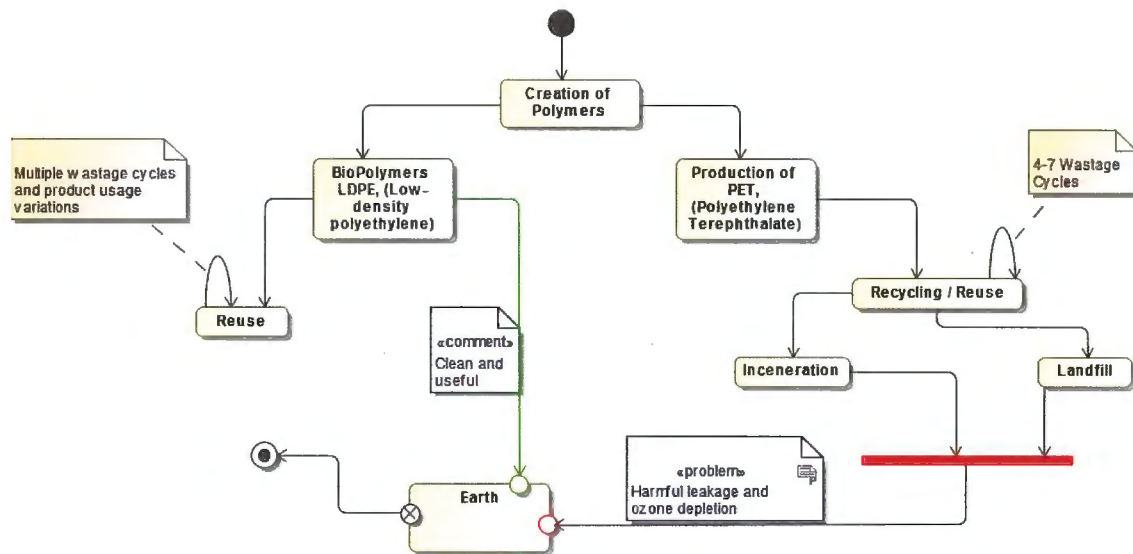 Creation of
Polymers
Multiple wastage cycles
and product usage
variations
BioPolymers
LDPE, (Low-
density
polyethylene)
Production of
PET,
(Polyethylene
Terephthalate)
4-7 Wastage
Cycles
Reuse
Recycling / Reuse
«comment»
Clean and
useful
Inceneration
Landfill
«problem»
Harmful leakage and
ozone depletion
Earth